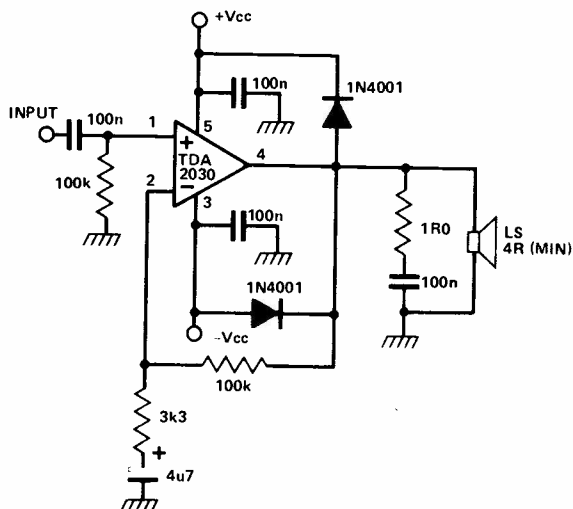 +Vcc
100n
1N4001
INPUT
100n
1
5
+
TDA
2030
4
100k
2
−
3
100n
1R0
LS
4R (MIN)
100n
1N4001
-Vcc
100k
3k3
+
4u7